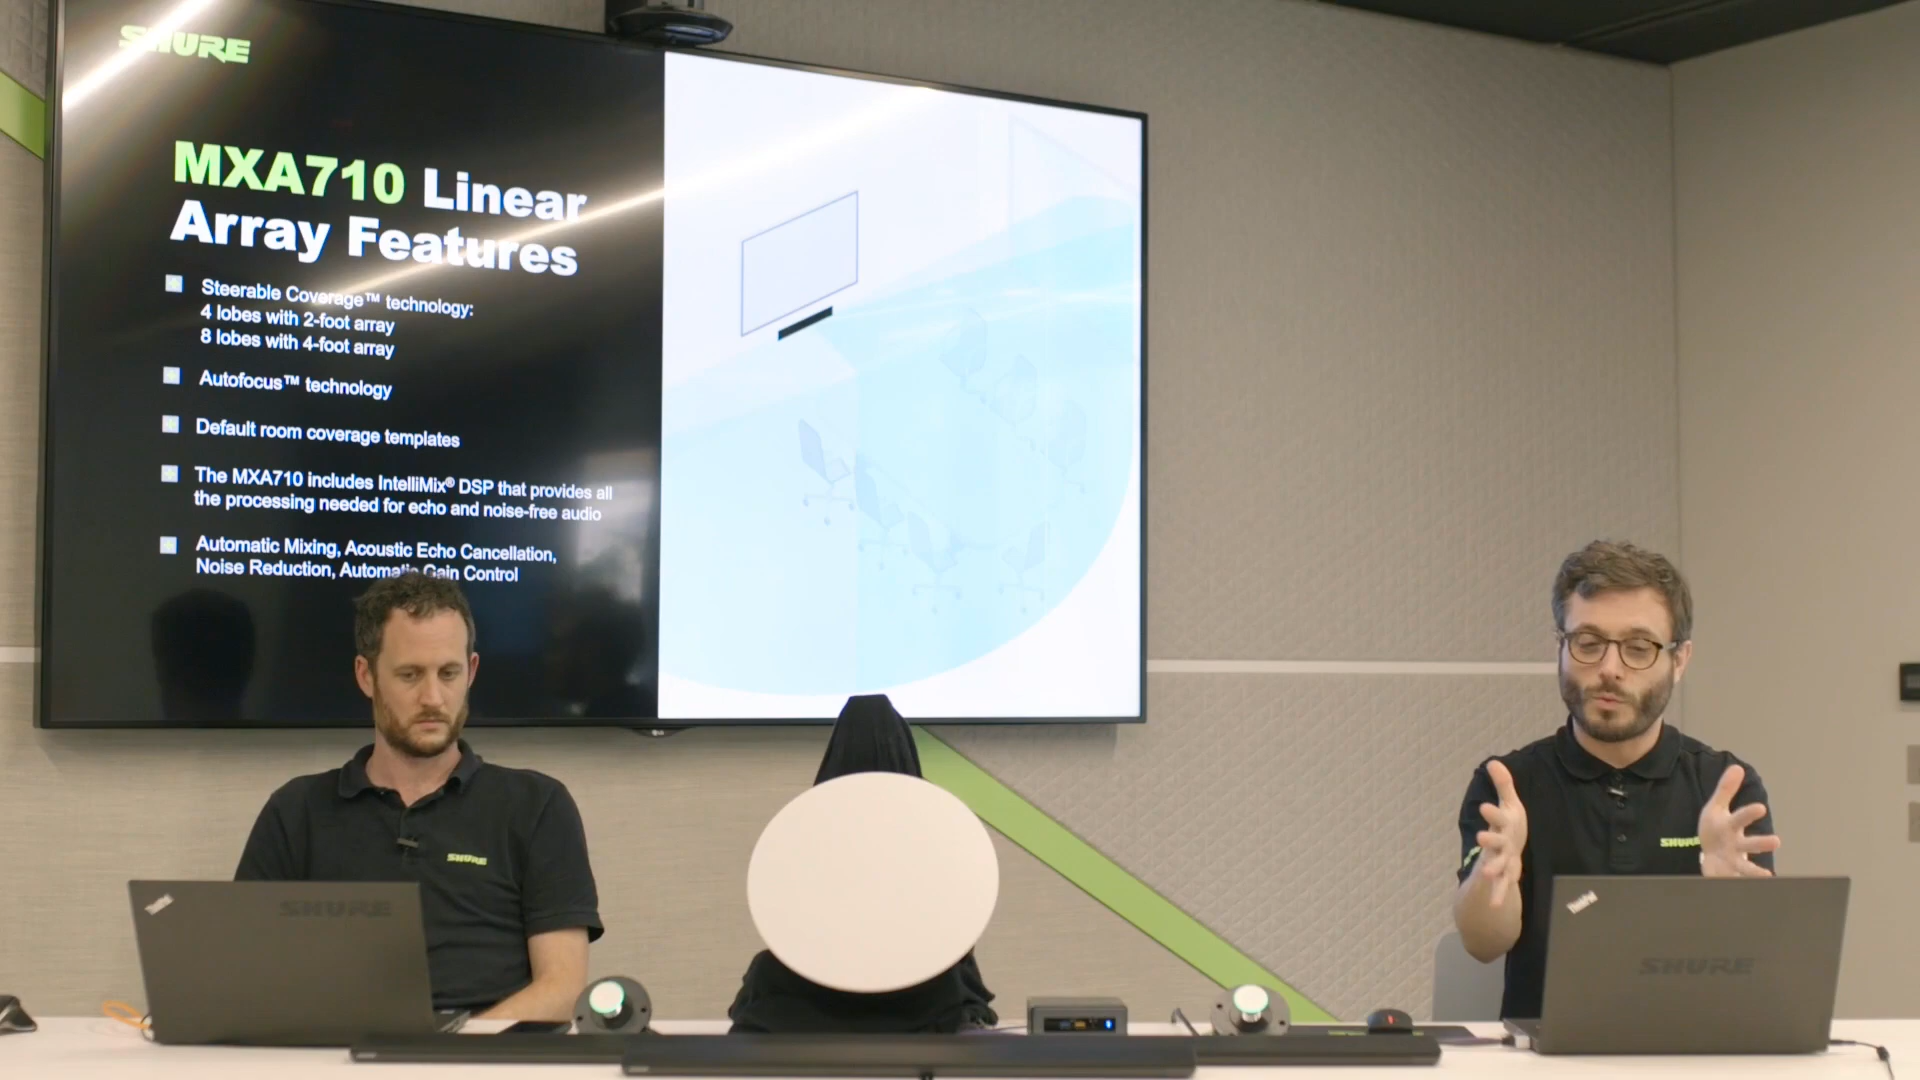 SHURE
MXA710 Linear
Array Features
Steerable Coverage™ technology:
4 lobes with 2-foot array
8 lobes with 4-foot array
Autofocus™ technology
Default room coverage templates
The MXA710 includes IntelliMix® DSP that provides all
the processing needed for echo and noise-free audio
Automatic Mixing, Acoustic Echo Cancellation,
Noise Reduction, Automatic Gain Control
LG
SHURE
SHURE
ThinkPad
SHURE
ThinkPad
SHURE